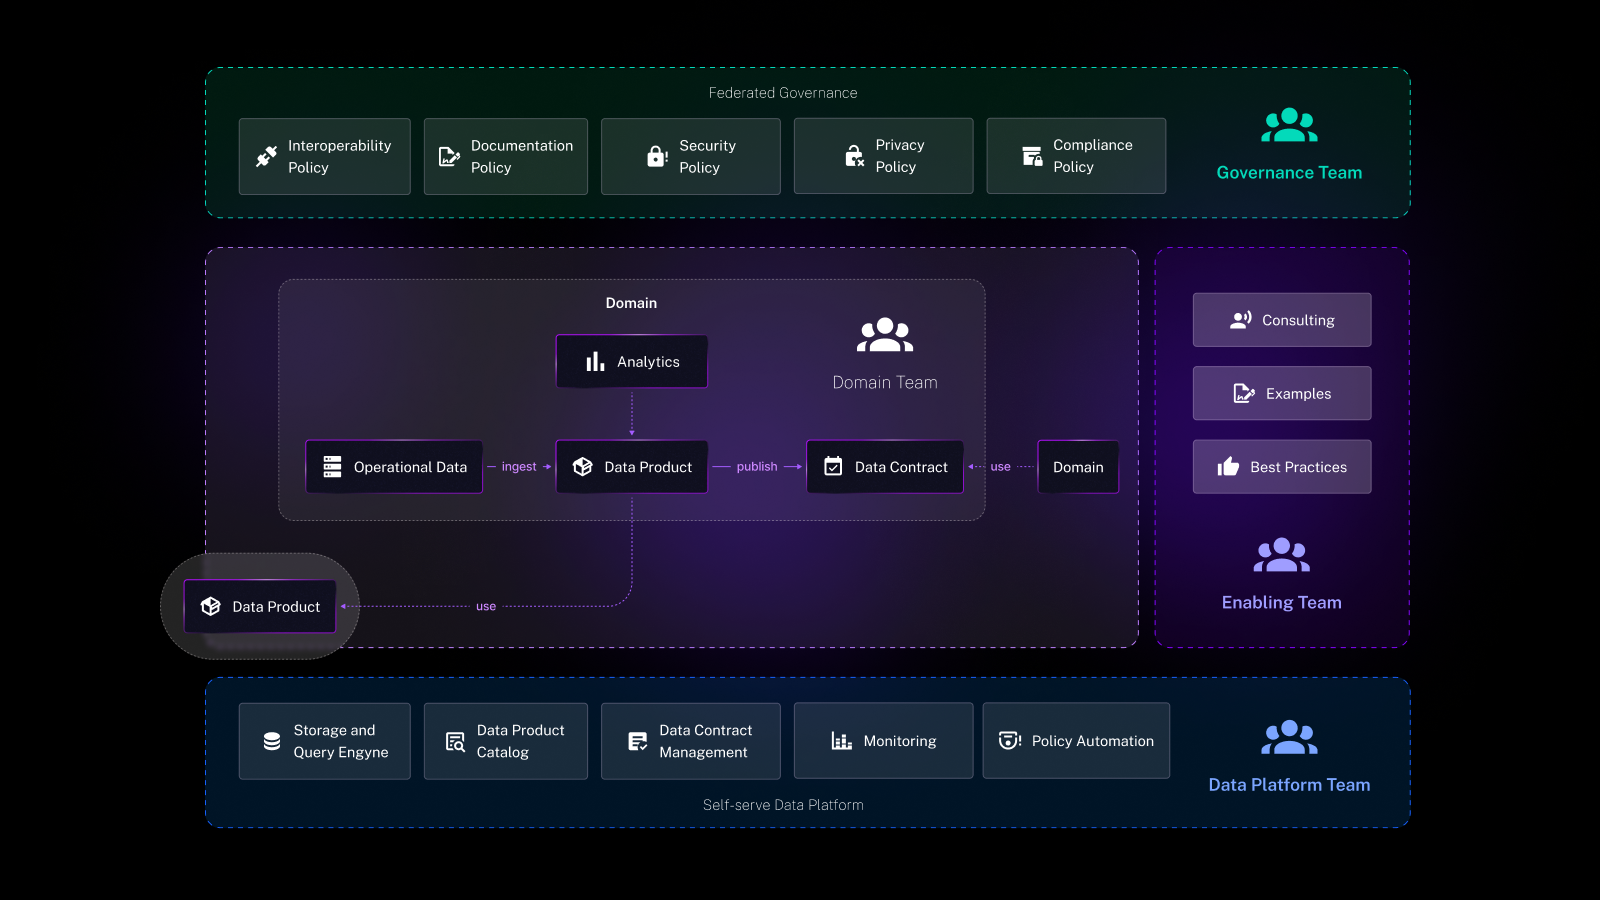 Federated Governance
Interoperability
Policy
Documentation
Policy
Security
Policy
Privacy
Policy
Compliance
Policy
Governance Team
Domain
Analytics
Domain Team
Operational Data
ingest
Data Product
publish
Data Contract
use
Domain
Data Product
use
Consulting
Examples
Best Practices
Enabling Team
Storage and
Query Engyne
Data Product
Catalog
Data Contract
Management
Monitoring
Policy Automation
Data Platform Team
Self-serve Data Platform